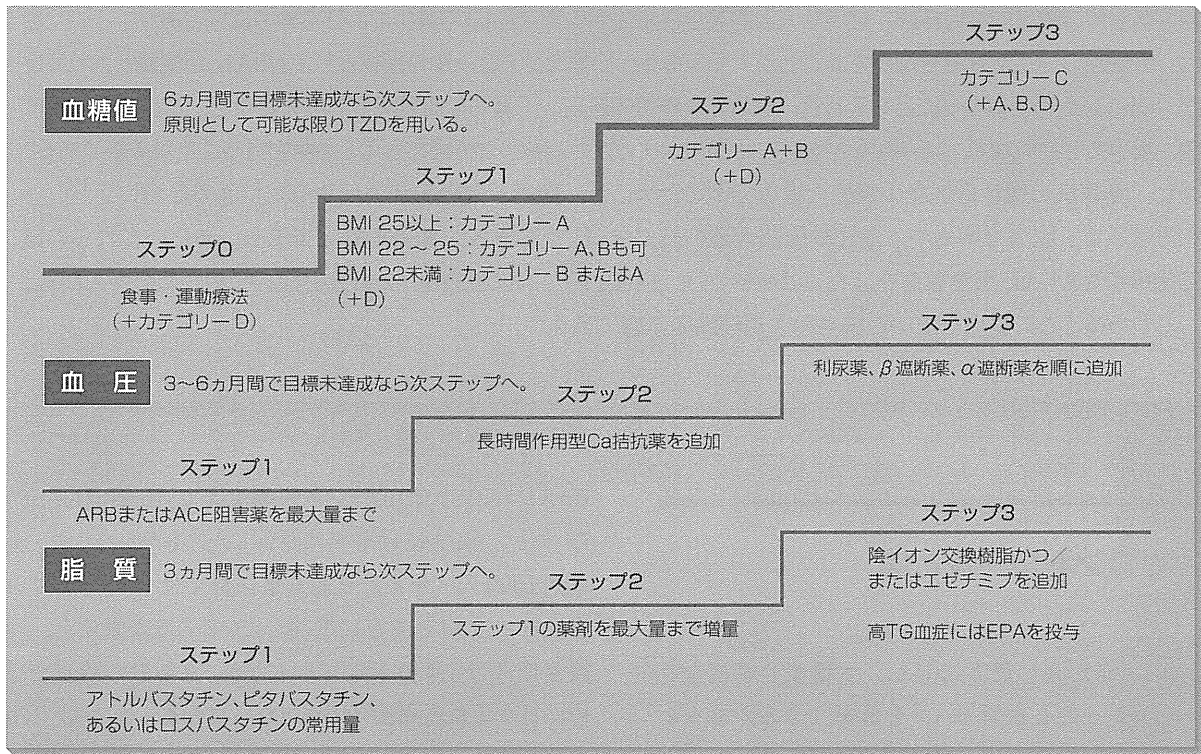 血糖値
6ヵ月間で目標未達成なら次ステップへ。
原則として可能な限りTZDを用いる。
ステップ0
食事・運動療法
(+カテゴリーD)
ステップ1
BMI 25以上:カテゴリー A
BMI 22 ~ 25:カテゴリー A、Bも可
BMI 22未満:カテゴリー B またはA
(+D)
ステップ2
カテゴリー A+B
(+D)
ステップ3
カテゴリー C
(+A、B、D)
血 圧
3~6ヵ月間で目標未達成なら次ステップへ。
ステップ1
ARBまたはACE阻害薬を最大量まで
ステップ2
長時間作用型Ca拮抗薬を追加
ステップ3
利尿薬、β遮断薬、α遮断薬を順に追加
脂 質
3ヵ月間で目標未達成なら次ステップへ。
ステップ1
アトルバスタチン、ピタバスタチン、
あるいはロスバスタチンの常用量
ステップ2
ステップ1の薬剤を最大量まで増量
ステップ3
陰イオン交換樹脂かつ/
またはエゼチミブを追加
高TG血症にはEPAを投与